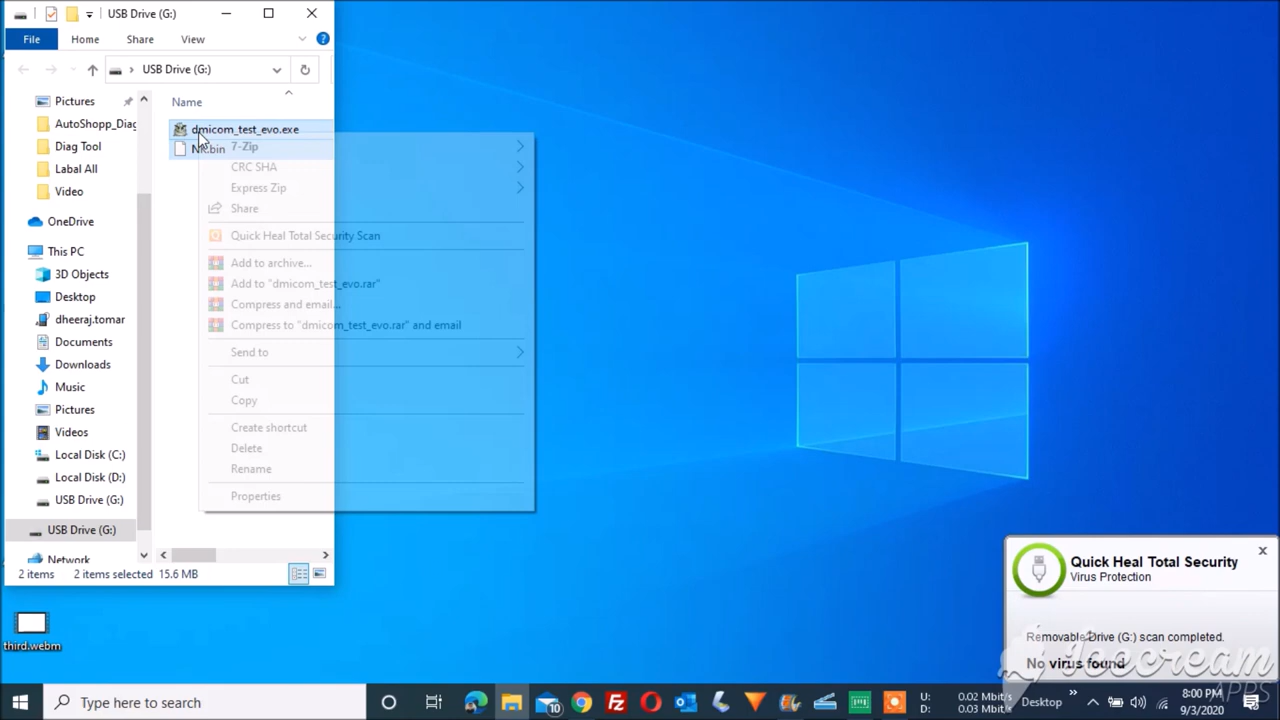 USB Drive (G:)
File
Home
Share
View
USB Drive (G:)
Pictures
AutoShopp_Diag
Diag Tool
Labal All
Video
OneDrive
This PC
3D Objects
Desktop
dheeraj.tomar
Documents
Downloads
Music
Pictures
Videos
Local Disk (C:)
Local Disk (D:)
USB Drive (G:)
USB Drive (G:)
Network
Name
dmicom_test_evo.exe
7-Zip
CRC SHA
Express Zip
Share
Quick Heal Total Security Scan
Add to archive...
Add to "dmicom_test_evo.rar"
Compress and email...
Compress to "dmicom_test_evo.rar" and email
Send to
Cut
Copy
Create shortcut
Delete
Rename
Properties
2 items
2 items selected 15.6 MB
third.webm
Quick Heal Total Security
Virus Protection
Removable Drive (G:) scan completed.
No virus found
icecream
APPS
Type here to search
10
U: 0.02 Mbit/s
D: 0.03 Mbit/s
Desktop
8:00 PM
9/3/2020